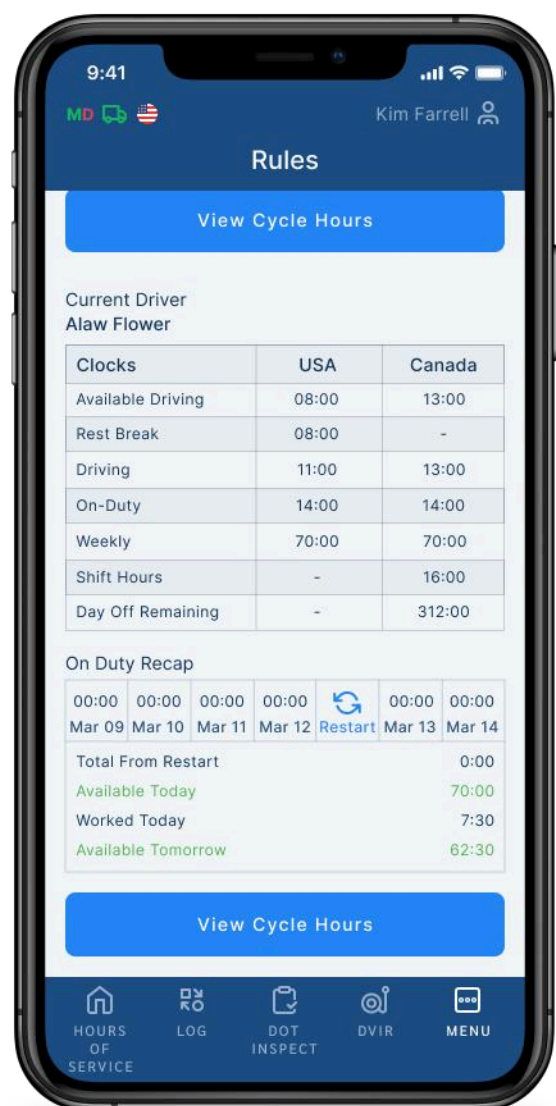 9:41
MD
Kim Farrell
Rules
View Cycle Hours
Current Driver
Alaw Flower
Clocks USA Canada
Available Driving 08:00 13:00
Rest Break 08:00 -
Driving 11:00 13:00
On-Duty 14:00 14:00
Weekly 70:00 70:00
Shift Hours - 16:00
Day Off Remaining - 312:00
On Duty Recap
00:00 00:00 00:00 00:00 00:00 00:00
Mar 09 Mar 10 Mar 11 Mar 12 Restart Mar 13 Mar 14
Total From Restart 0:00
Available Today 70:00
Worked Today 7:30
Available Tomorrow 62:30
View Cycle Hours
HOURS OF SERVICE
LOG
DOT INSPECT
DVIR
MENU